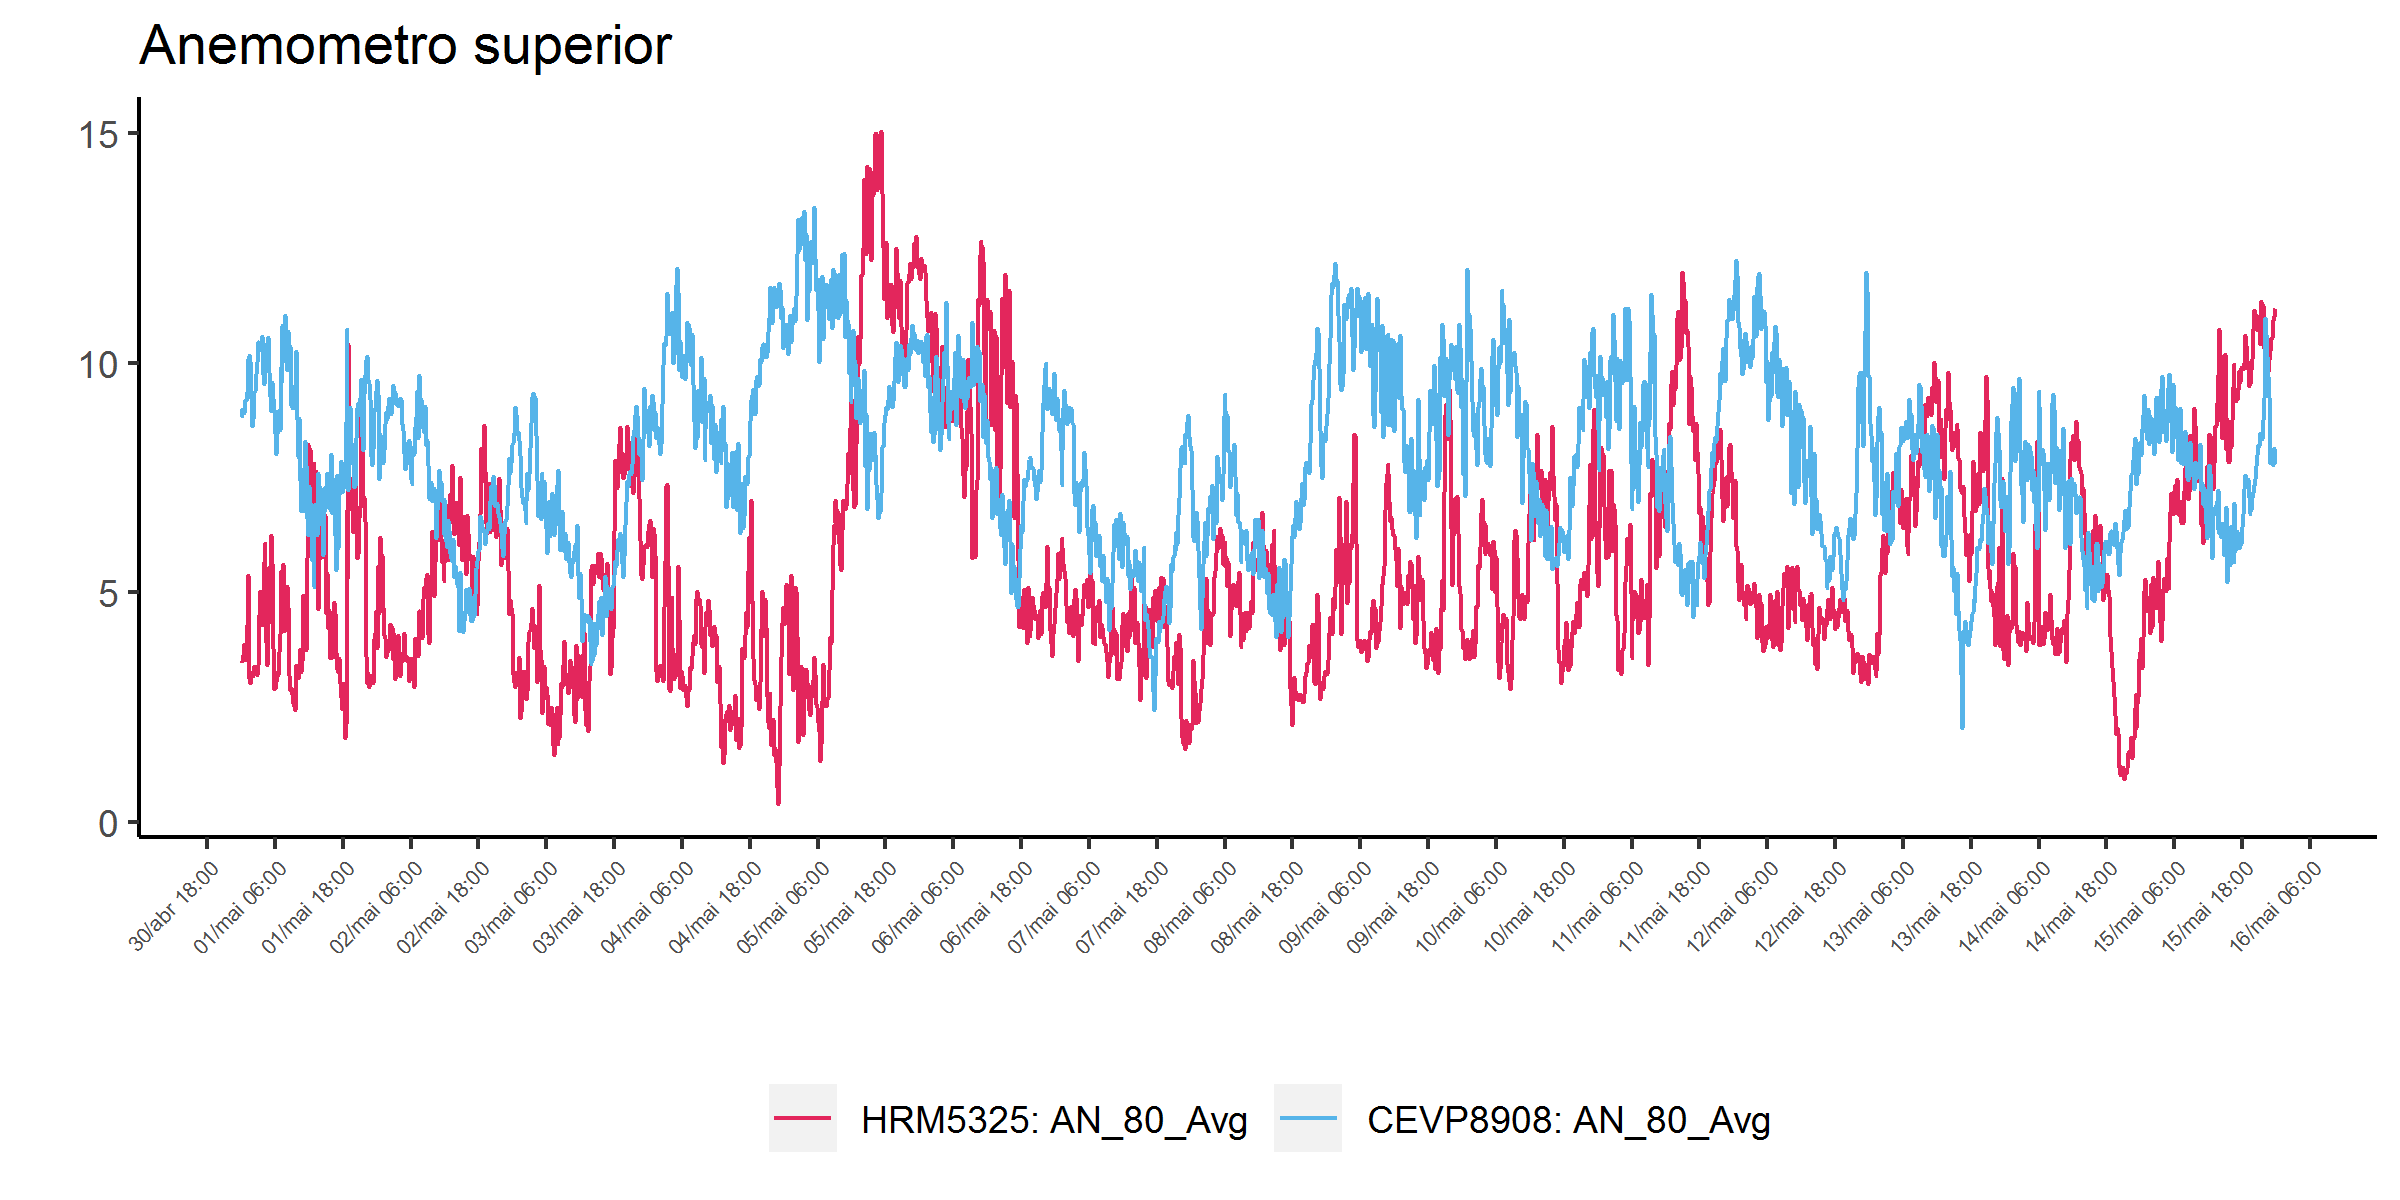 Anemometro superior
15
10
5
0
30/abr 18:00
01/mai 06:00
01/mai 18:00
02/mai 06:00
02/mai 18:00
03/mai 06:00
03/mai 18:00
04/mai 06:00
04/mai 18:00
05/mai 06:00
05/mai 18:00
06/mai 06:00
06/mai 18:00
07/mai 06:00
07/mai 18:00
08/mai 06:00
08/mai 18:00
09/mai 06:00
09/mai 18:00
10/mai 06:00
10/mai 18:00
11/mai 06:00
11/mai 18:00
12/mai 06:00
12/mai 18:00
13/mai 06:00
13/mai 18:00
14/mai 06:00
14/mai 18:00
15/mai 06:00
15/mai 18:00
16/mai 06:00
HRM5325: AN_80_Avg
CEVP8908: AN_80_Avg